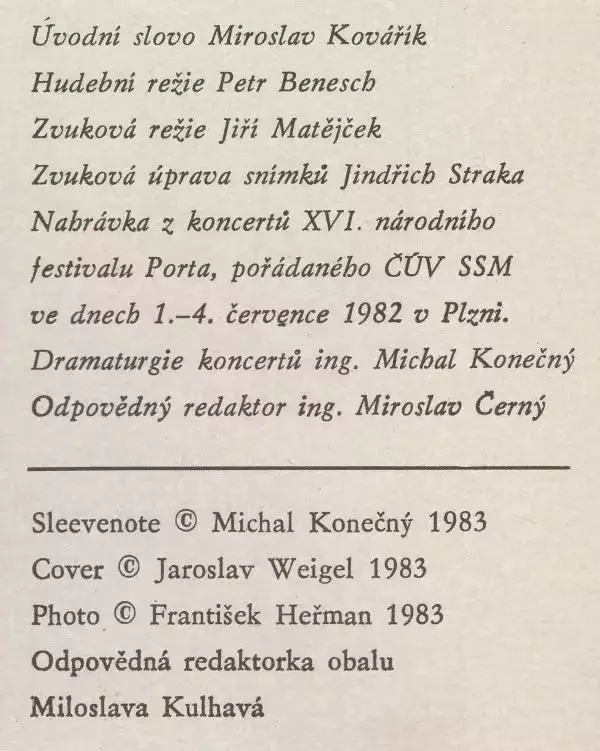 Úvodní slovo Miroslav Kovářík
Hudební režie Petr Benesch
Zvuková režie Jiří Matějček
Zvuková úprava snímků Jindřich Straka
Nahrávka z koncertů XVI. národního
festivalu Porta, pořádaného ČÚV SSM
ve dnech 1.–4. července 1982 v Plzni.
Dramaturgie koncertů ing. Michal Konečný
Odpovědný redaktor ing. Miroslav Černý
Sleevenote © Michal Konečný 1983
Cover © Jaroslav Weigel 1983
Photo © František Heřman 1983
Odpovědná redaktorka obalu
Miloslava Kulhavá